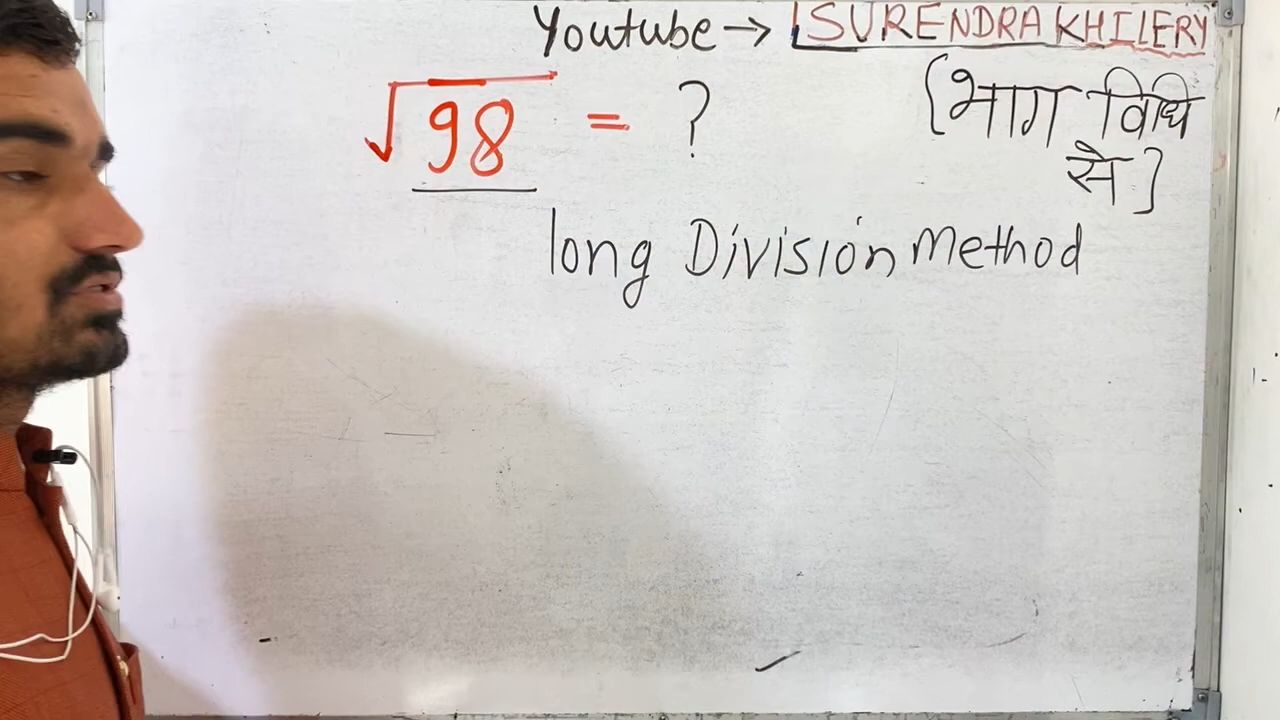 Youtube → SURENDRA KHILERY
√98 = ?
(भाग विधि
से]
long Division Method